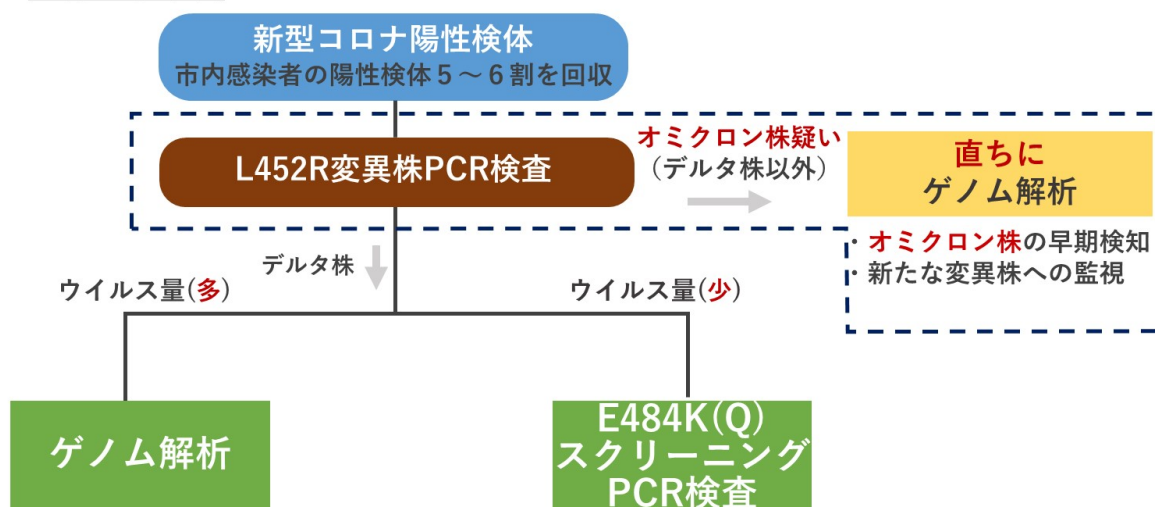 新型コロナ陽性検体
市内感染者の陽性検体5～6割を回収
L452R変異株PCR検査
オミクロン株疑い
(デルタ株以外)
直ちに
ゲノム解析
・オミクロン株の早期検知
・新たな変異株への監視
デルタ株
ウイルス量(多)
ウイルス量(少)
ゲノム解析
E484K(Q)
スクリーニング
PCR検査